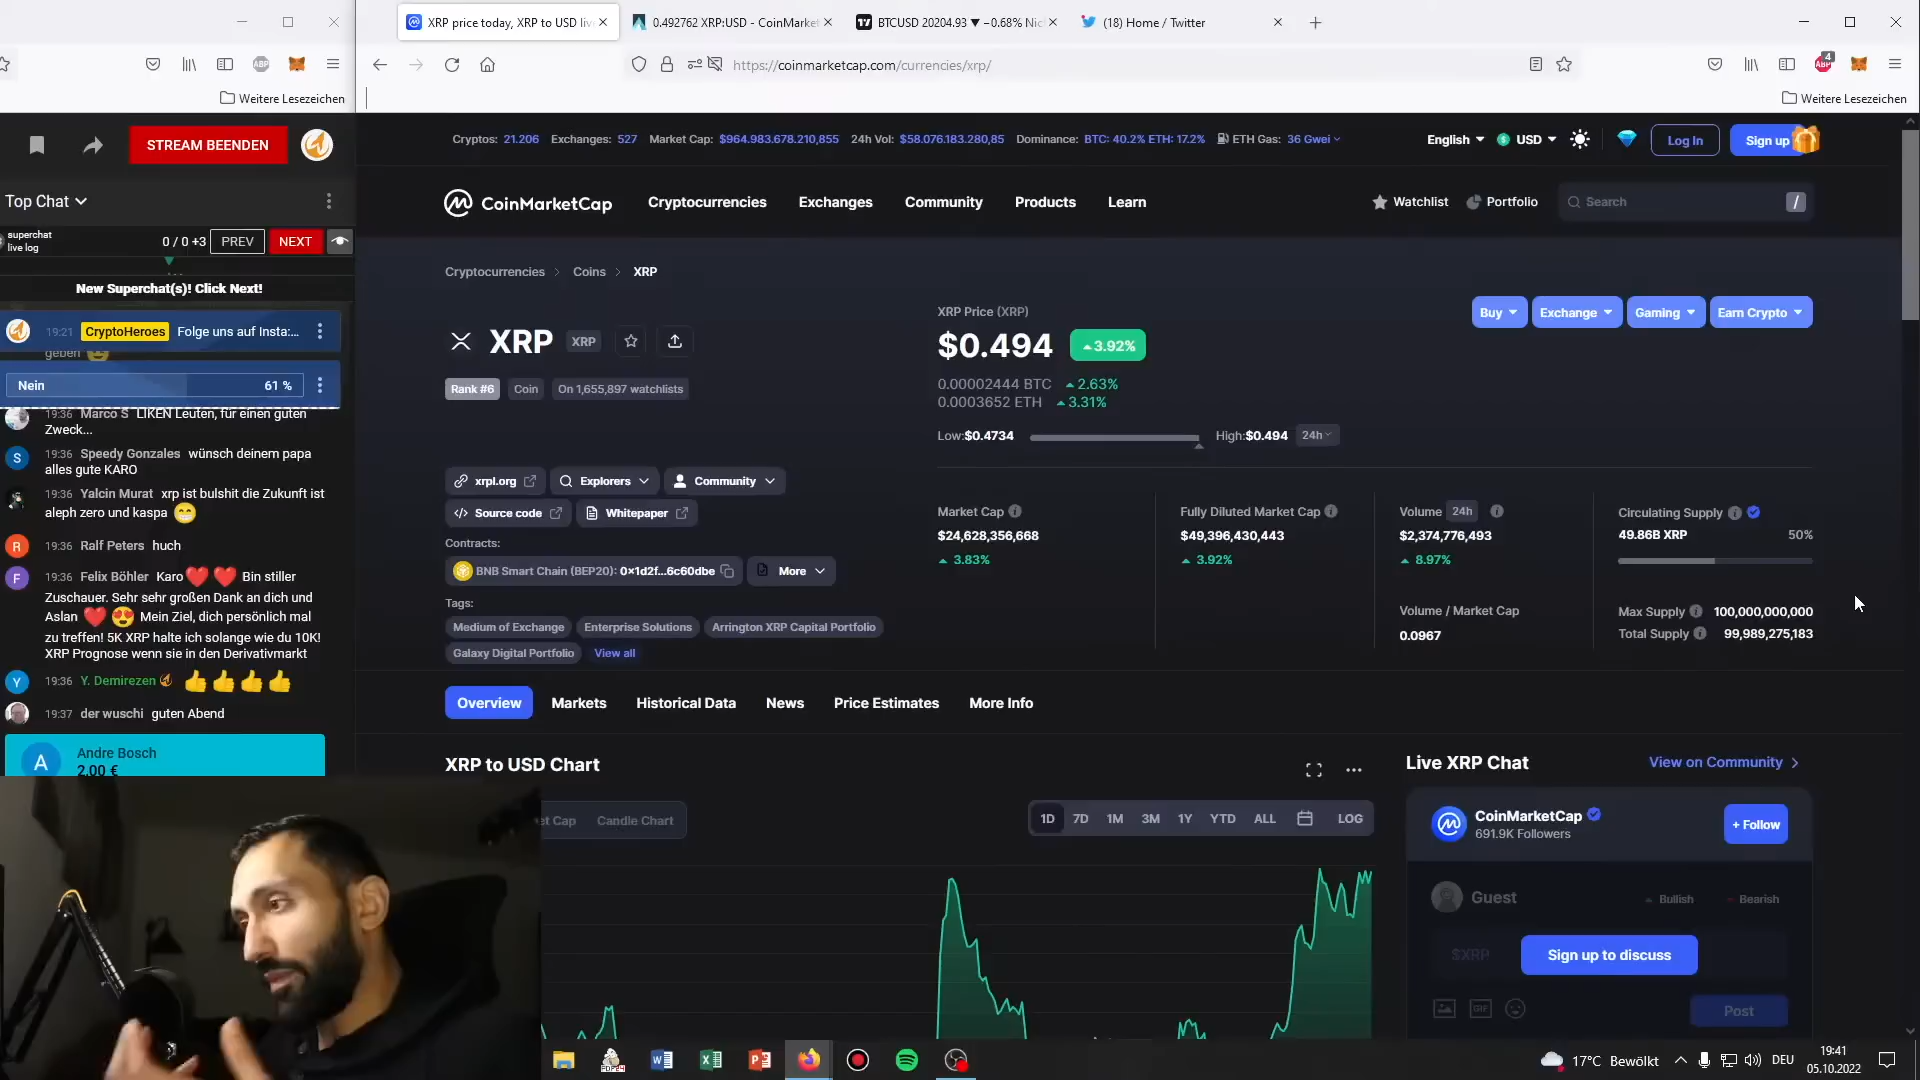 XRP price today, XRP to USD live
0.492762 XRP:USD - CoinMarket
BTCUSD 20204.93 ▼ −0.68% Nic
(18) Home / Twitter
https://coinmarketcap.com/currencies/xrp/
ABP
4
Weitere Lesezeichen
Weitere Lesezeichen
STREAM BEENDEN
Top Chat
superchat
live log
0 / 0 +3
PREV
NEXT
New Superchat(s)! Click Next!
19:21 CryptoHeroes Folge uns auf Insta:...
geben
Nein 61 %
19:36 Marco S LIKEN Leuten, für einen guten
Zweck...
19:36 Speedy Gonzales wünsch deinem papa
alles gute KARO
19:36 Yalcin Murat xrp ist bulshit die Zukunft ist
aleph zero und kaspa 😁
19:36 Ralf Peters huch
19:36 Felix Böhler Karo❤️❤️ Bin stiller
Zuschauer. Sehr sehr großen Dank an dich und
Aslan ❤️😍 Mein Ziel, dich persönlich mal
zu treffen! 5K XRP halte ich solange wie du 10K!
XRP Prognose wenn sie in den Derivativmarkt
19:36 Y. Demirezen 👍👍👍👍
19:37 der wuschi guten Abend
Andre Bosch
2,00 €
Cryptos: 21.206 Exchanges: 527 Market Cap: $964.983.678.210,855 24h Vol: $58.076.183.280,85 Dominance: BTC: 40.2% ETH: 17.2% ETH Gas: 36 Gwei
English USD Log In Sign up
CoinMarketCap Cryptocurrencies Exchanges Community Products Learn
Watchlist Portfolio Search /
Cryptocurrencies > Coins > XRP
XRP XRP
Rank #6 Coin On 1,655,897 watchlists
XRP Price (XRP)
$0.494 3.92%
0.00002444 BTC 2.63%
0.0003652 ETH 3.31%
Low:$0.4734 High:$0.494 24h
Buy Exchange Gaming Earn Crypto
xrpl.org Explorers Community
Source code Whitepaper
Contracts:
BNB Smart Chain (BEP20): 0x1d2f...6c60dbe More
Tags:
Medium of Exchange Enterprise Solutions Arrington XRP Capital Portfolio
Galaxy Digital Portfolio View all
Market Cap
$24,628,356,668
3.83%
Fully Diluted Market Cap
$49,396,430,443
3.92%
Volume 24h
$2,374,776,493
8.97%
Volume / Market Cap
0.0967
Circulating Supply
49.86B XRP 50%
Max Supply 100,000,000,000
Total Supply 99,989,275,183
Overview Markets Historical Data News Price Estimates More Info
XRP to USD Chart
et Cap Candle Chart
1D 7D 1M 3M 1Y YTD ALL LOG
Live XRP Chat View on Community >
CoinMarketCap
691.9K Followers
+ Follow
Guest Bullish Bearish
$XRP
Sign up to discuss
GIF
Post
17°C Bewölkt
DEU
19:41
05.10.2022